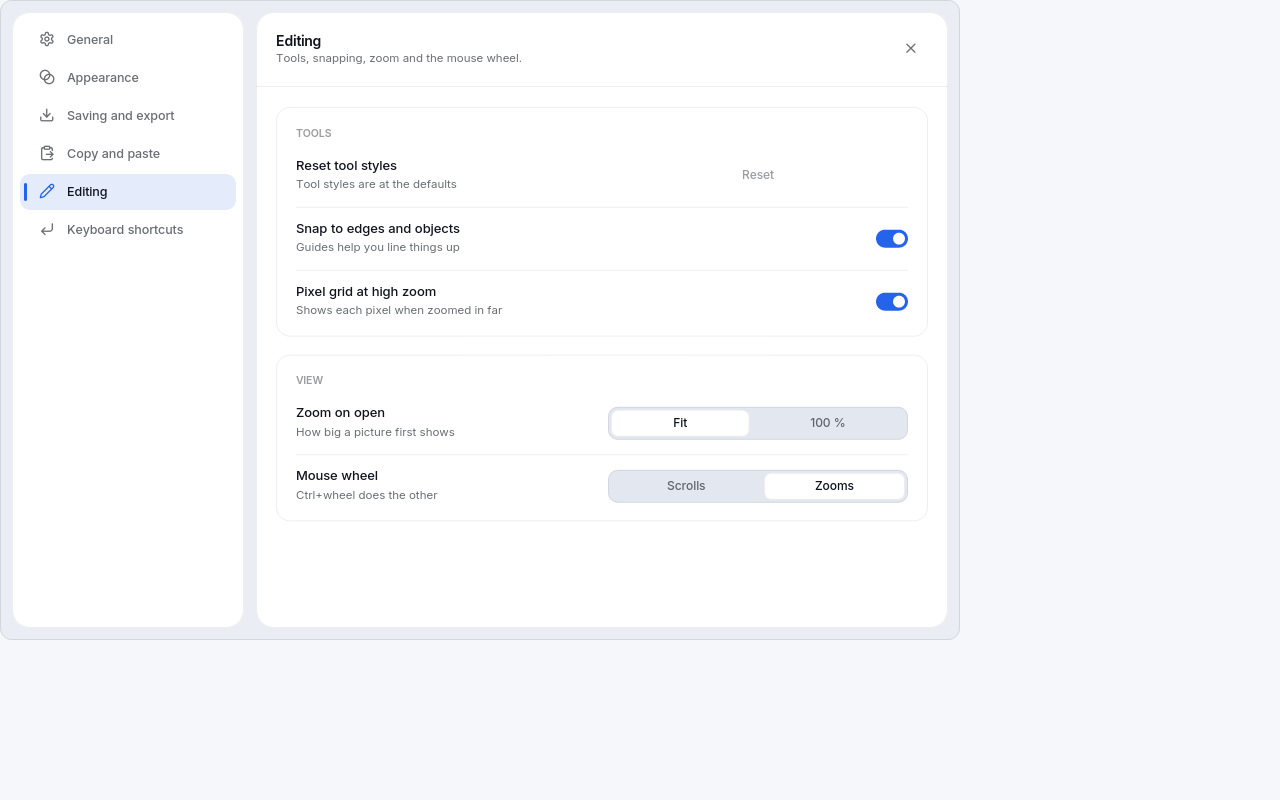 General
Appearance
Saving and export
Copy and paste
Editing
Keyboard shortcuts
Editing
Tools, snapping, zoom and the mouse wheel.
TOOLS
Reset tool styles
Tool styles are at the defaults
Reset
Snap to edges and objects
Guides help you line things up
Pixel grid at high zoom
Shows each pixel when zoomed in far
VIEW
Zoom on open
How big a picture first shows
Fit
100 %
Mouse wheel
Ctrl+wheel does the other
Scrolls
Zooms